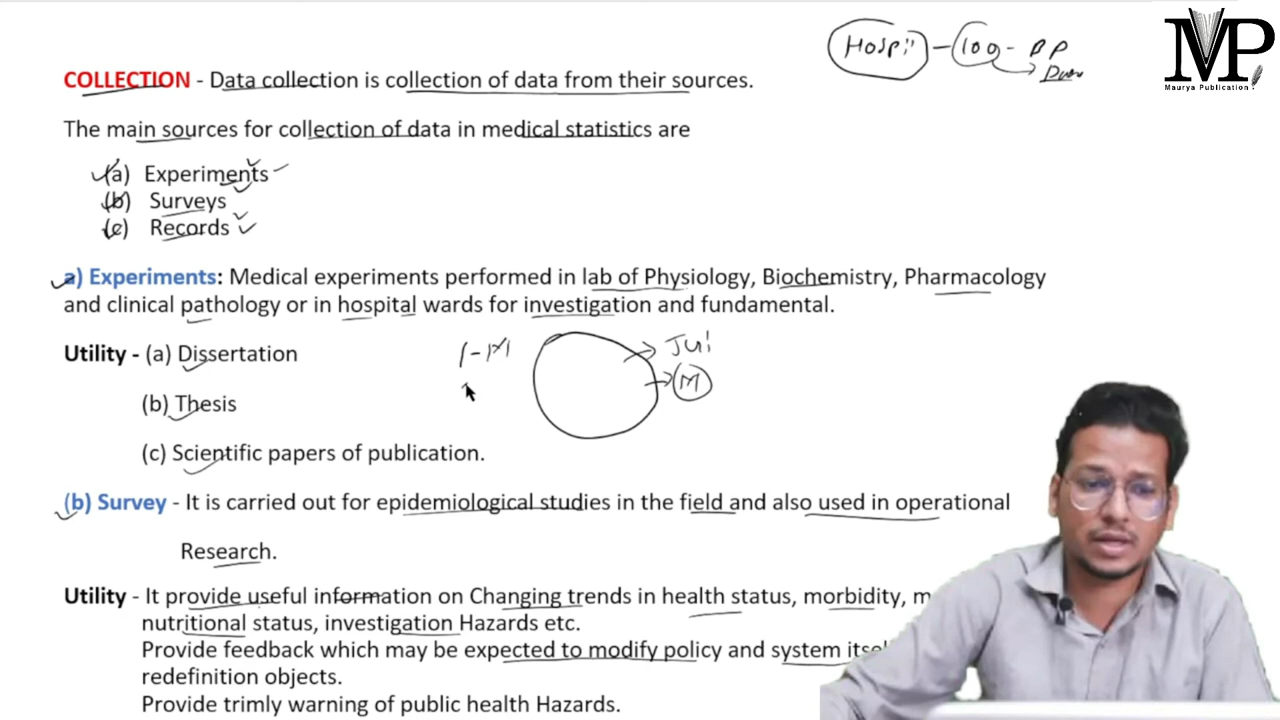 Hospi - 100 - BP
MP
Maurya Publication
COLLECTION - Data collection is collection of data from their sources.
The main sources for collection of data in medical statistics are
(a) Experiments
(b) Surveys
(c) Records
a) Experiments: Medical experiments performed in lab of Physiology, Biochemistry, Pharmacology
and clinical pathology or in hospital wards for investigation and fundamental.
Utility - (a) Dissertation
(b) Thesis
(c) Scientific papers of publication.
M
(b) Survey - It is carried out for epidemiological studies in the field and also used in operational
Research.
Utility - It provide useful information on Changing trends in health status, morbidity, m
nutritional status, investigation Hazards etc.
Provide feedback which may be expected to modify policy and system itse
redefinition objects.
Provide trimly warning of public health Hazards.